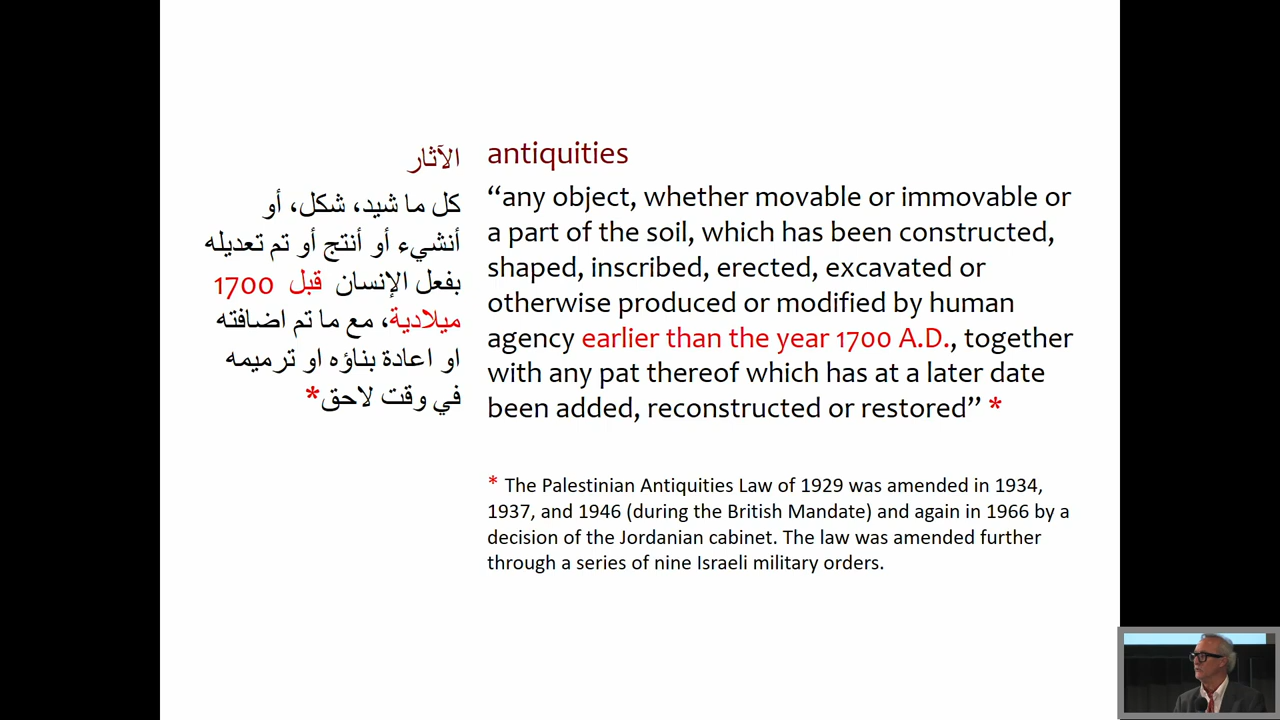 الآثار
كل ما شيد، شكل، أو
أنشيء أو أنتج أو تم تعديله
بفعل الإنسان قبل 1700
ميلادية، مع ما تم اضافته
او اعادة بناؤه او ترميمه
في وقت لاحق*
antiquities
“any object, whether movable or immovable or
a part of the soil, which has been constructed,
shaped, inscribed, erected, excavated or
otherwise produced or modified by human
agency earlier than the year 1700 A.D., together
with any pat thereof which has at a later date
been added, reconstructed or restored” *
* The Palestinian Antiquities Law of 1929 was amended in 1934,
1937, and 1946 (during the British Mandate) and again in 1966 by a
decision of the Jordanian cabinet. The law was amended further
through a series of nine Israeli military orders.